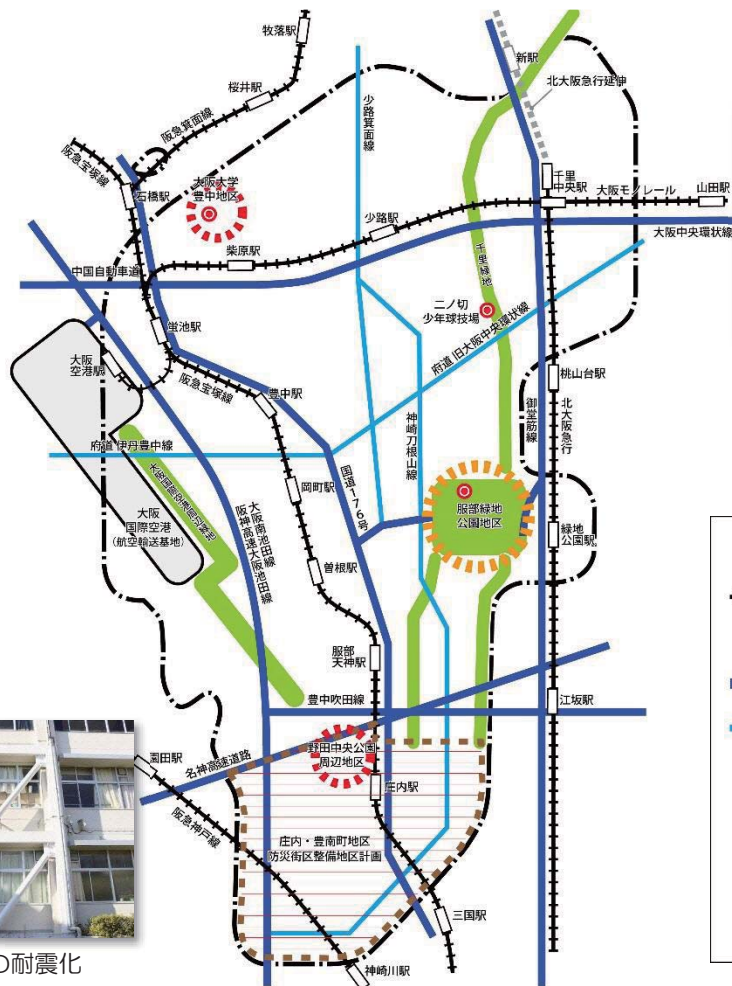 牧落駅
新駅
北大阪急行延伸
桜井駅
少路箕面線
阪急箕面線
阪急宝塚線
石橋駅
大阪大学
豊中地区
千里
中央駅
大阪モノレール
山田駅
少路駅
大阪中央環状線
柴原駅
千里緑地
中国自動車道
二ノ切
少年球技場
府道 旧大阪中央環状線
蛍池駅
大阪
空港駅
阪急宝塚線
豊中駅
桃山台駅
御堂筋線
北大阪急行
神崎刀根山線
府道 伊丹豊中線
国道176号
大阪国際空港周辺緑地
岡町駅
服部緑地
公園地区
大阪
国際空港
(航空輸送基地)
大阪南池田線
阪神高速大阪池田線
緑地
公園駅
曽根駅
服部
天神駅
豊中吹田線
江坂駅
園田駅
名神高速道路
野田中央公園
周辺地区
庄内駅
阪急神戸線
庄内・豊南町地区
防災街区整備地区計画
三国駅
神崎川駅
の耐震化